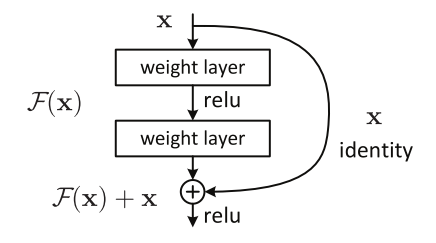 x
weight layer
relu
F(x)
weight layer
x
identity
F(x) + x
+
relu